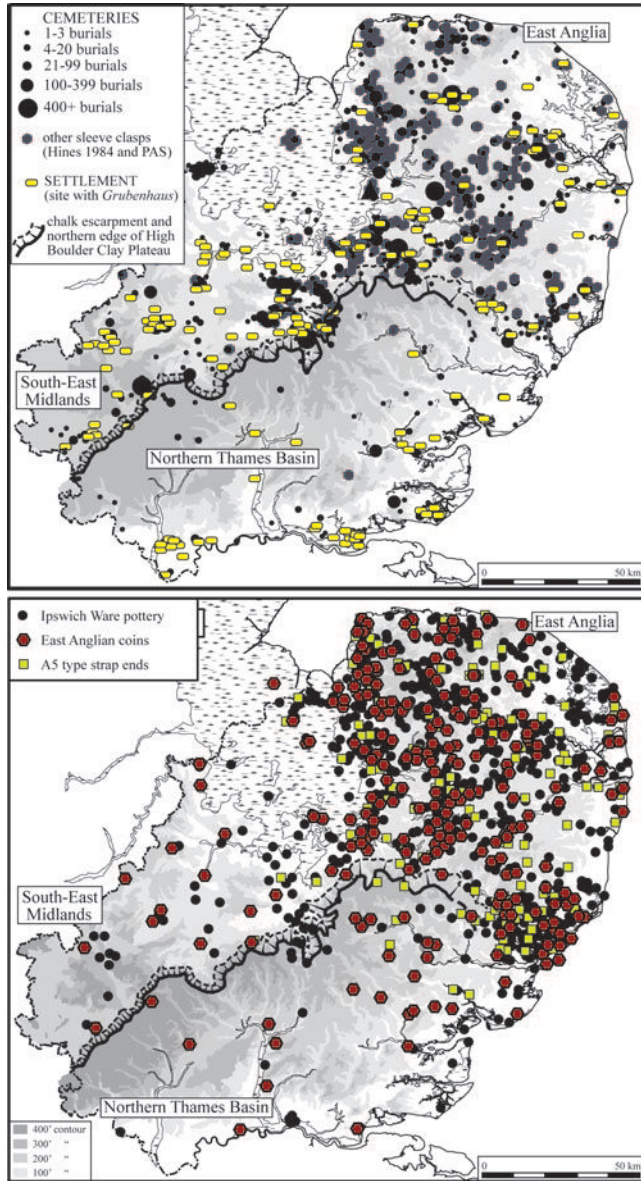 CEMETERIES
1-3 burials
4-20 burials
21-99 burials
100-399 burials
400+ burials
other sleeve clasps
(Hines 1984 and PAS)
SETTLEMENT
(site with Grubenhaus)
chalk escarpment and
northern edge of High
Boulder Clay Plateau
East Anglia
South-East
Midlands
Northern Thames Basin
?
?
?
?
?
0 50 km
Ipswich Ware pottery
East Anglian coins
A5 type strap ends
East Anglia
South-East
Midlands
Northern Thames Basin
400' contour
300' "
200' "
100' "
0 50 km